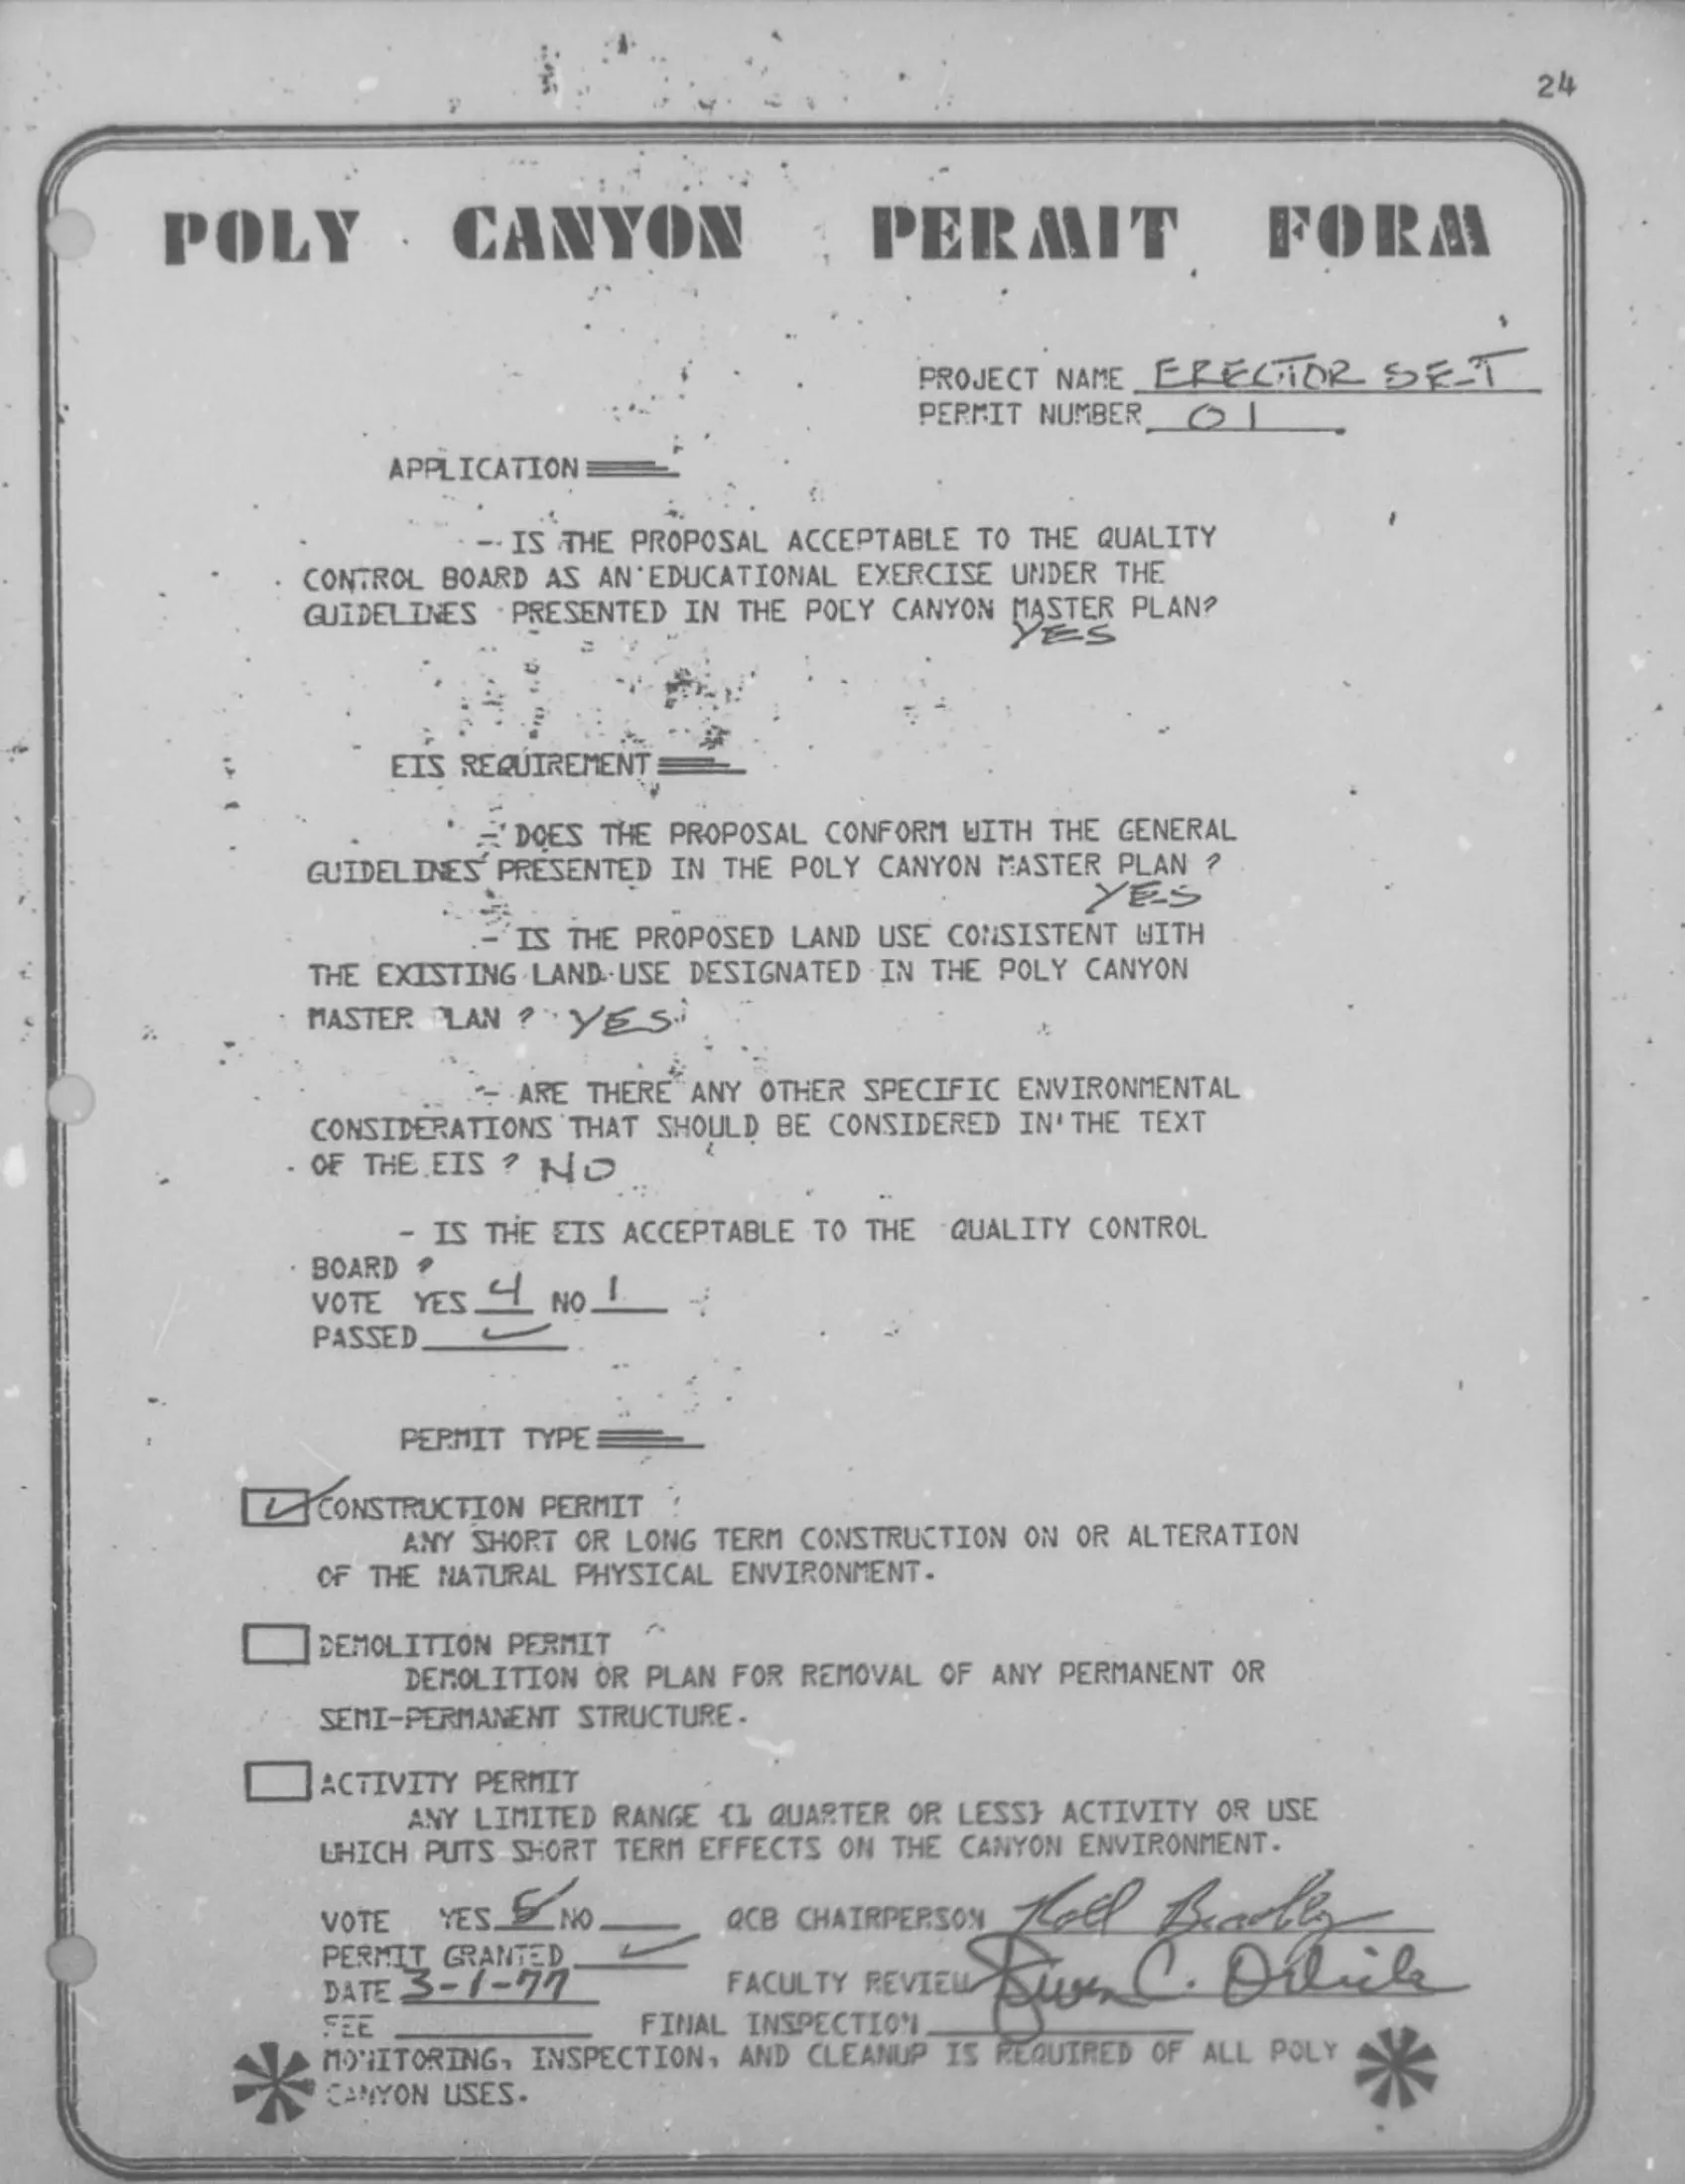 24
POLY CANYON PERMIT FORM
PROJECT NAME ERECTOR SET
PERMIT NUMBER 01
APPLICATION
- IS THE PROPOSAL ACCEPTABLE TO THE QUALITY
CONTROL BOARD AS AN EDUCATIONAL EXERCISE UNDER THE
GUIDELINES PRESENTED IN THE POLY CANYON MASTER PLAN?
YES
EIS REQUIREMENT
- DOES THE PROPOSAL CONFORM WITH THE GENERAL
GUIDELINES PRESENTED IN THE POLY CANYON MASTER PLAN ?
YES
- IS THE PROPOSED LAND USE CONSISTENT WITH
THE EXISTING LAND USE DESIGNATED IN THE POLY CANYON
MASTER PLAN ? YES
- ARE THERE ANY OTHER SPECIFIC ENVIRONMENTAL
CONSIDERATIONS THAT SHOULD BE CONSIDERED IN THE TEXT
OF THE EIS ? NO
- IS THE EIS ACCEPTABLE TO THE QUALITY CONTROL
BOARD ?
VOTE YES 4 NO 1
PASSED ✓
PERMIT TYPE
✓ CONSTRUCTION PERMIT
ANY SHORT OR LONG TERM CONSTRUCTION ON OR ALTERATION
OF THE NATURAL PHYSICAL ENVIRONMENT.
DEMOLITION PERMIT
DEMOLITION OR PLAN FOR REMOVAL OF ANY PERMANENT OR
SEMI-PERMANENT STRUCTURE.
ACTIVITY PERMIT
ANY LIMITED RANGE {1 QUARTER OR LESS} ACTIVITY OR USE
WHICH PUTS SHORT TERM EFFECTS ON THE CANYON ENVIRONMENT.
VOTE YES 5 NO QCB CHAIRPERSON
PERMIT GRANTED ✓
DATE 3-1-77 FACULTY REVIEW C.
FEE FINAL INSPECTION
MONITORING, INSPECTION, AND CLEANUP IS REQUIRED OF ALL POLY
CANYON USES.